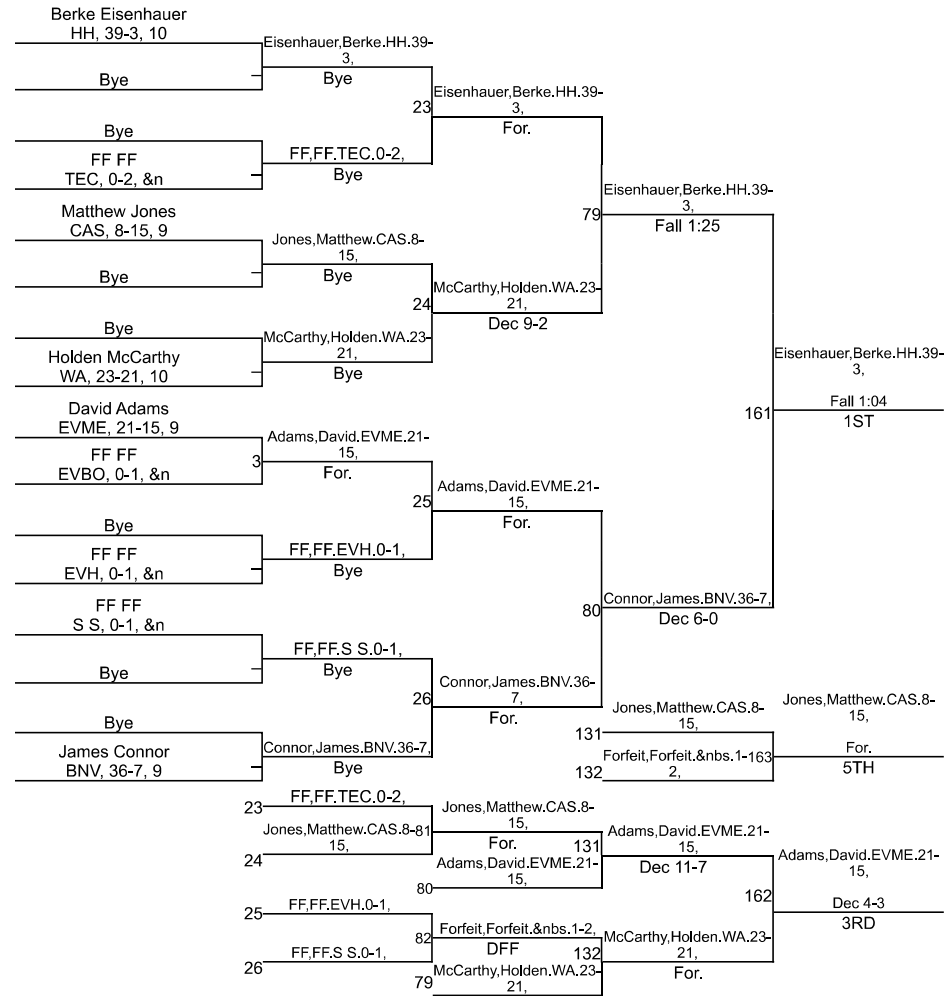 Berke Eisenhauer
HH, 39-3, 10
Bye
Eisenhauer,Berke.HH.39-
3,
Bye
Bye
FF FF
TEC, 0-2, &n
FF,FF.TEC.0-2,
Bye
23
Eisenhauer,Berke.HH.39-
3,
For.
Matthew Jones
CAS, 8-15, 9
Bye
Jones,Matthew.CAS.8-
15,
Bye
Bye
Holden McCarthy
WA, 23-21, 10
McCarthy,Holden.WA.23-
21,
Bye
24
McCarthy,Holden.WA.23-
21,
Dec 9-2
79
Eisenhauer,Berke.HH.39-
3,
Fall 1:25
David Adams
EVME, 21-15, 9
FF FF
EVBO, 0-1, &n
3
Adams,David.EVME.21-
15,
For.
Bye
FF FF
EVH, 0-1, &n
FF,FF.EVH.0-1,
Bye
25
Adams,David.EVME.21-
15,
For.
FF FF
S S, 0-1, &n
Bye
FF,FF.S S.0-1,
Bye
Bye
James Connor
BNV, 36-7, 9
Connor,James.BNV.36-7,
Bye
26
Connor,James.BNV.36-
7,
For.
80
Connor,James.BNV.36-7,
Dec 6-0
161
Eisenhauer,Berke.HH.39-
3,
Fall 1:04
1ST
131
Jones,Matthew.CAS.8-
15,
132
Forfeit,Forfeit.&nbs.1-
2,
163
Jones,Matthew.CAS.8-
15,
For.
5TH
23
FF,FF.TEC.0-2,
24
Jones,Matthew.CAS.8-
15,
81
Jones,Matthew.CAS.8-
15,
For.
80
Adams,David.EVME.21-
15,
131
Adams,David.EVME.21-
15,
Dec 11-7
25
FF,FF.EVH.0-1,
26
FF,FF.S S.0-1,
82
Forfeit,Forfeit.&nbs.1-2,
DFF
79
McCarthy,Holden.WA.23-
21,
132
McCarthy,Holden.WA.23-
21,
For.
162
Adams,David.EVME.21-
15,
Dec 4-3
3RD